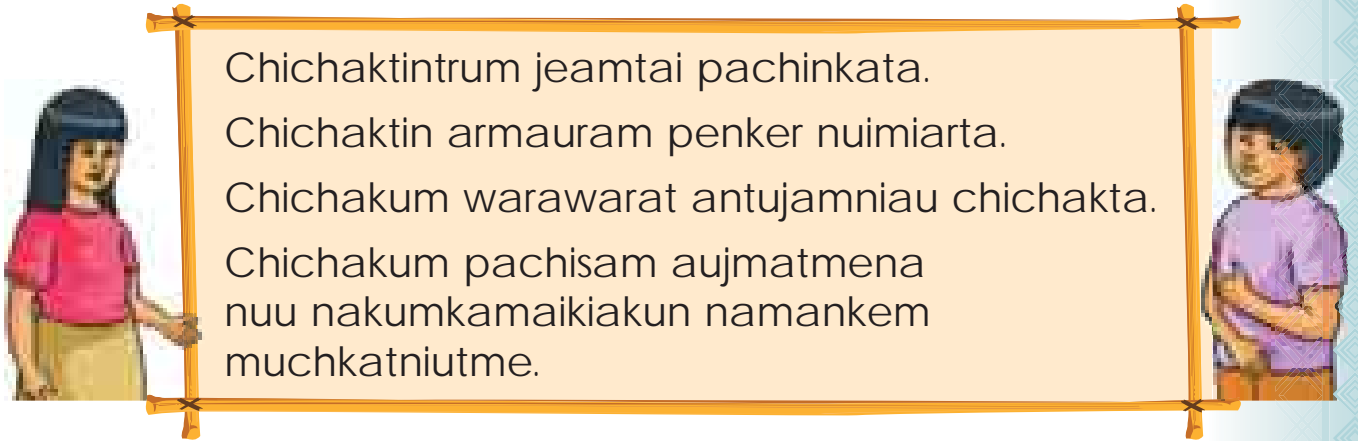 Chichaktintrum jeamtai pachinkata.
Chichaktin armauram penker nuimiarta.
Chichakum warawarat antujamniau chichakta.
Chichakum pachisam aujmatmena
nuu nakumkamaikiakun namankem
muchkatniutme.